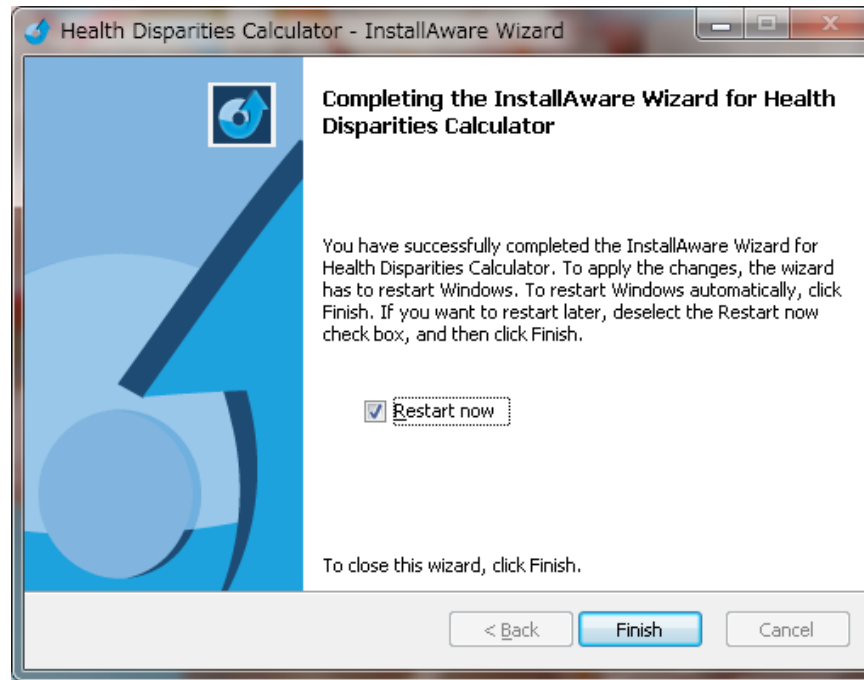 Health Disparities Calculator - InstallAware Wizard
Completing the InstallAware Wizard for Health
Disparities Calculator
You have successfully completed the InstallAware Wizard for
Health Disparities Calculator. To apply the changes, the wizard
has to restart Windows. To restart Windows automatically, click
Finish. If you want to restart later, deselect the Restart now
check box, and then click Finish.
Restart now
To close this wizard, click Finish.
< Back Finish Cancel